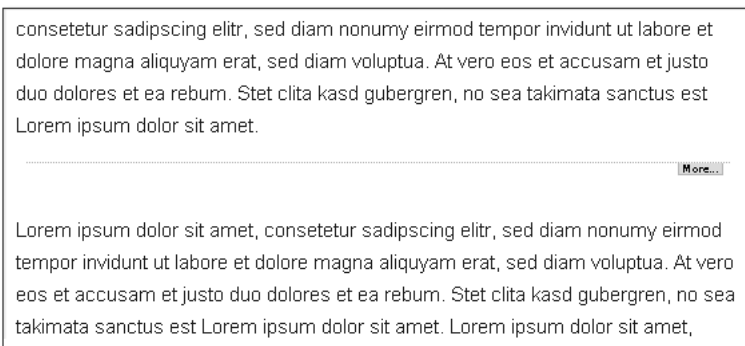 consetetur sadipscing elitr, sed diam nonumy eirmod tempor invidunt ut labore et
dolore magna aliquyam erat, sed diam voluptua. At vero eos et accusam et justo
duo dolores et ea rebum. Stet clita kasd gubergren, no sea takimata sanctus est
Lorem ipsum dolor sit amet.
More...
Lorem ipsum dolor sit amet, consetetur sadipscing elitr, sed diam nonumy eirmod
tempor invidunt ut labore et dolore magna aliquyam erat, sed diam voluptua. At vero
eos et accusam et justo duo dolores et ea rebum. Stet clita kasd gubergren, no sea
takimata sanctus est Lorem ipsum dolor sit amet. Lorem ipsum dolor sit amet,